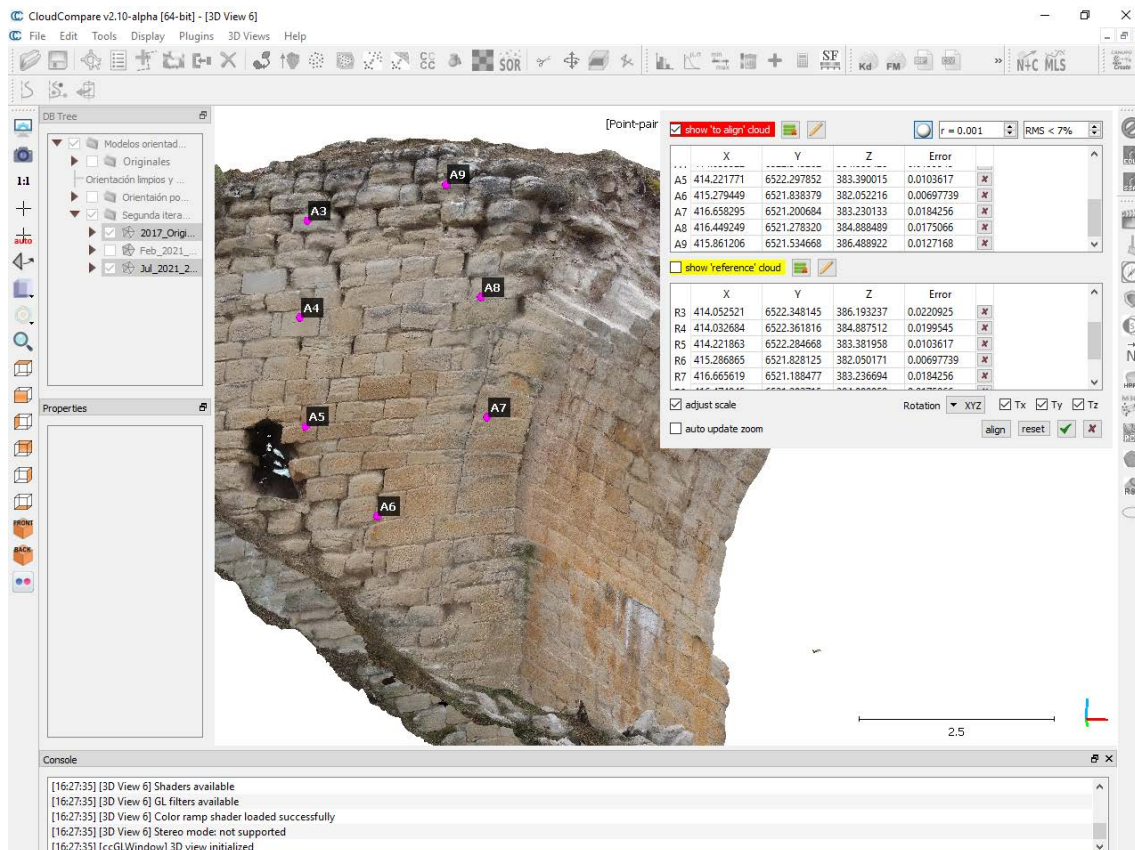 CloudCompare v2.10-alpha [64-bit] - [3D View 6]
File Edit Tools Display Plugins 3D Views Help
SOR SF Kd FM N+C MLS
1:1
auto
FRONT
BACK
DB Tree
Modelos orientad...
Originales
Orientación limpios y ...
Orientaión po...
Segunda itera...
2017_Origi...
Feb_2021_...
Jul_2021_2...
Properties
[Point-pair
A9
A3
A8
A4
A7
A5
A6
2.5
show 'to align' cloud r = 0.001 RMS < 7%
X Y Z Error
A5 414.221771 6522.297852 383.390015 0.0103617
A6 415.279449 6521.838379 382.052216 0.00697739
A7 416.658295 6521.200684 383.230133 0.0184256
A8 416.449249 6521.278320 384.888489 0.0175066
A9 415.861206 6521.534668 386.488922 0.0127168
show 'reference' cloud
X Y Z Error
R3 414.052521 6522.348145 386.193237 0.0220925
R4 414.032684 6522.361816 384.887512 0.0199545
R5 414.221863 6522.284668 383.381958 0.0103617
R6 415.286865 6521.828125 382.050171 0.00697739
R7 416.665619 6521.188477 383.236694 0.0184256
adjust scale Rotation XYZ Tx Ty Tz
auto update zoom align reset
Console
[16:27:35] [3D View 6] Shaders available
[16:27:35] [3D View 6] GL filters available
[16:27:35] [3D View 6] Color ramp shader loaded successfully
[16:27:35] [3D View 6] Stereo mode: not supported
[16:27:35] [ccGLWindow] 3D view initialized